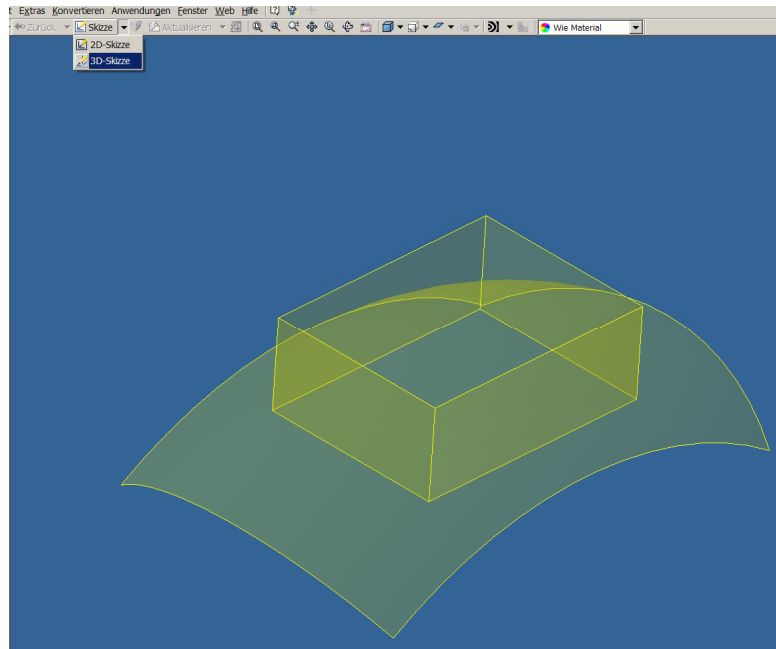 t Extras Konvertieren Anwendungen Fenster Web Hilfe
Zurück Skizze Aktualisieren Wie Material
2D-Skizze
3D-Skizze